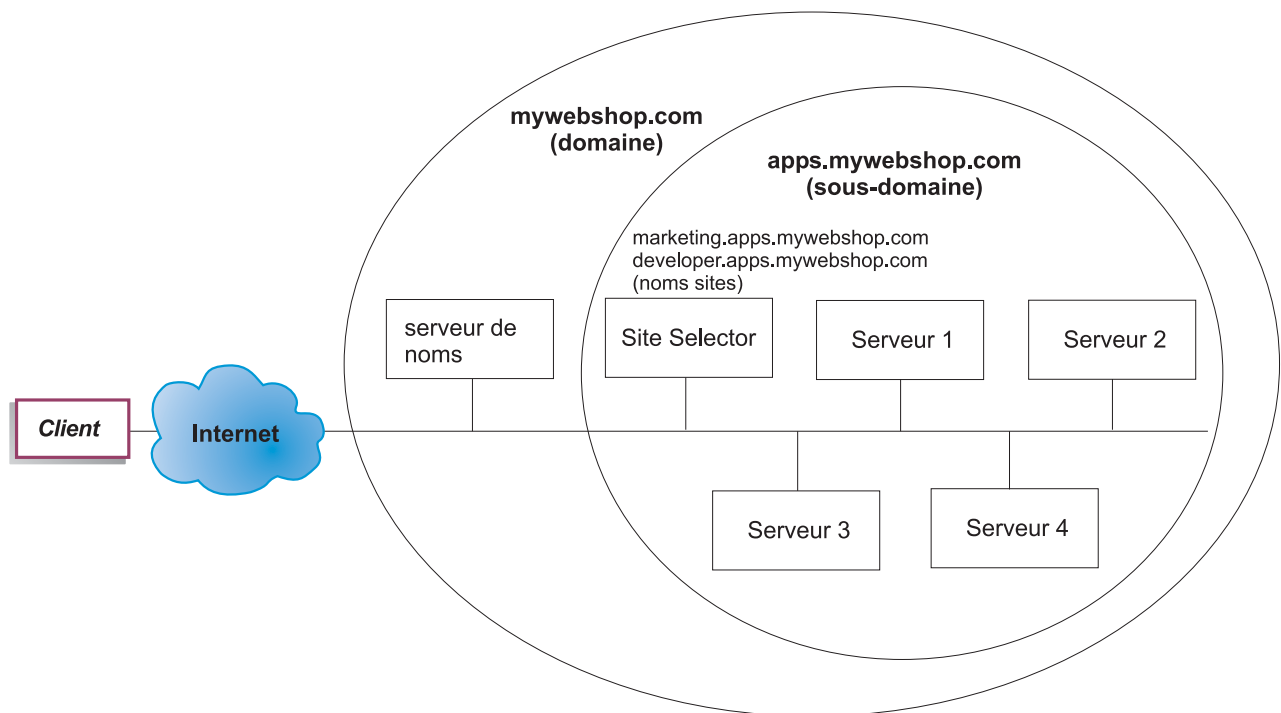 mywebshop.com
(domaine)
apps.mywebshop.com
(sous-domaine)
marketing.apps.mywebshop.com
developer.apps.mywebshop.com
(noms sites)
serveur de
noms
Site Selector
Serveur 1
Serveur 2
Client
Internet
Serveur 3
Serveur 4